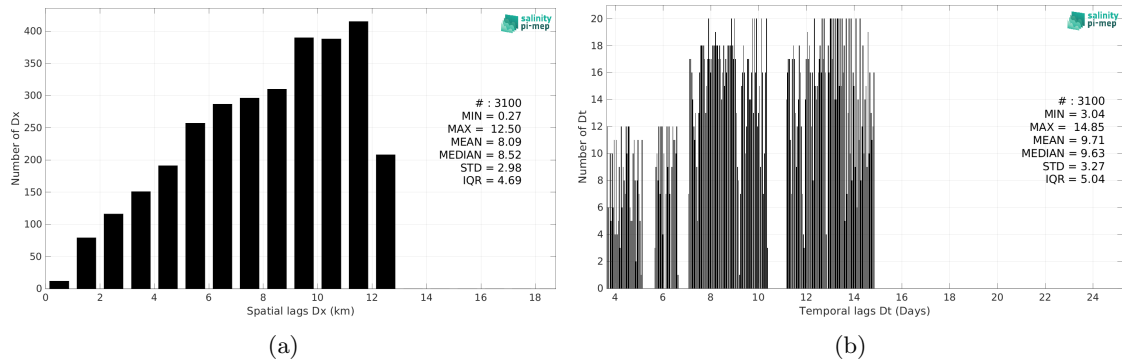 salinity
pi-mep
Number of Dx
400
350
300
250
200
150
100
50
0
# : 3100
MIN = 0.27
MAX = 12.50
MEAN = 8.09
MEDIAN = 8.52
STD = 2.98
IQR = 4.69
0 2 4 6 8 10 12 14 16 18
Spatial lags Dx (km)
(a)
salinity
pi-mep
Number of Dt
20
18
16
14
12
10
8
6
4
2
0
# : 3100
MIN = 3.04
MAX = 14.85
MEAN = 9.71
MEDIAN = 9.63
STD = 3.27
IQR = 5.04
4 6 8 10 12 14 16 18 20 22 24
Temporal lags Dt (Days)
(b)